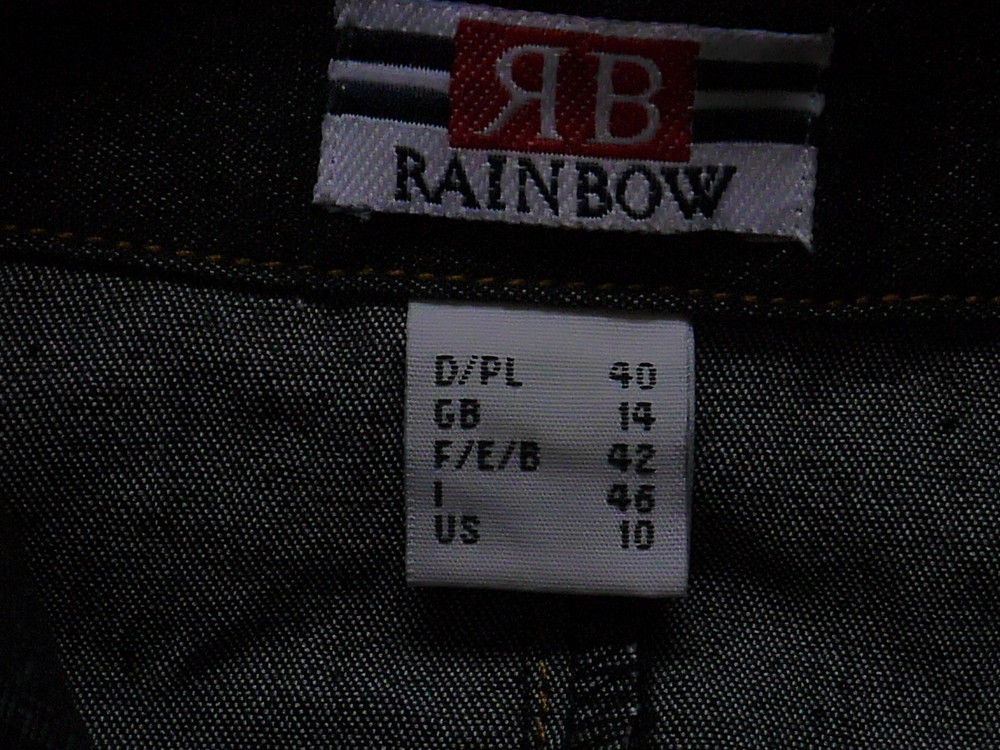 RB
RAINBOW
D/PL 40
GB 14
F/E/B 42
I 46
US 10